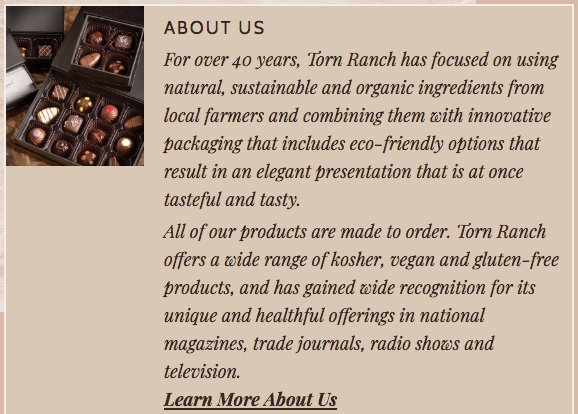 ABOUT US
For over 40 years, Torn Ranch has focused on using
natural, sustainable and organic ingredients from
local farmers and combining them with innovative
packaging that includes eco-friendly options that
result in an elegant presentation that is at once
tasteful and tasty.
All of our products are made to order. Torn Ranch
offers a wide range of kosher, vegan and gluten-free
products, and has gained wide recognition for its
unique and healthful offerings in national
magazines, trade journals, radio shows and
television.
Learn More About Us